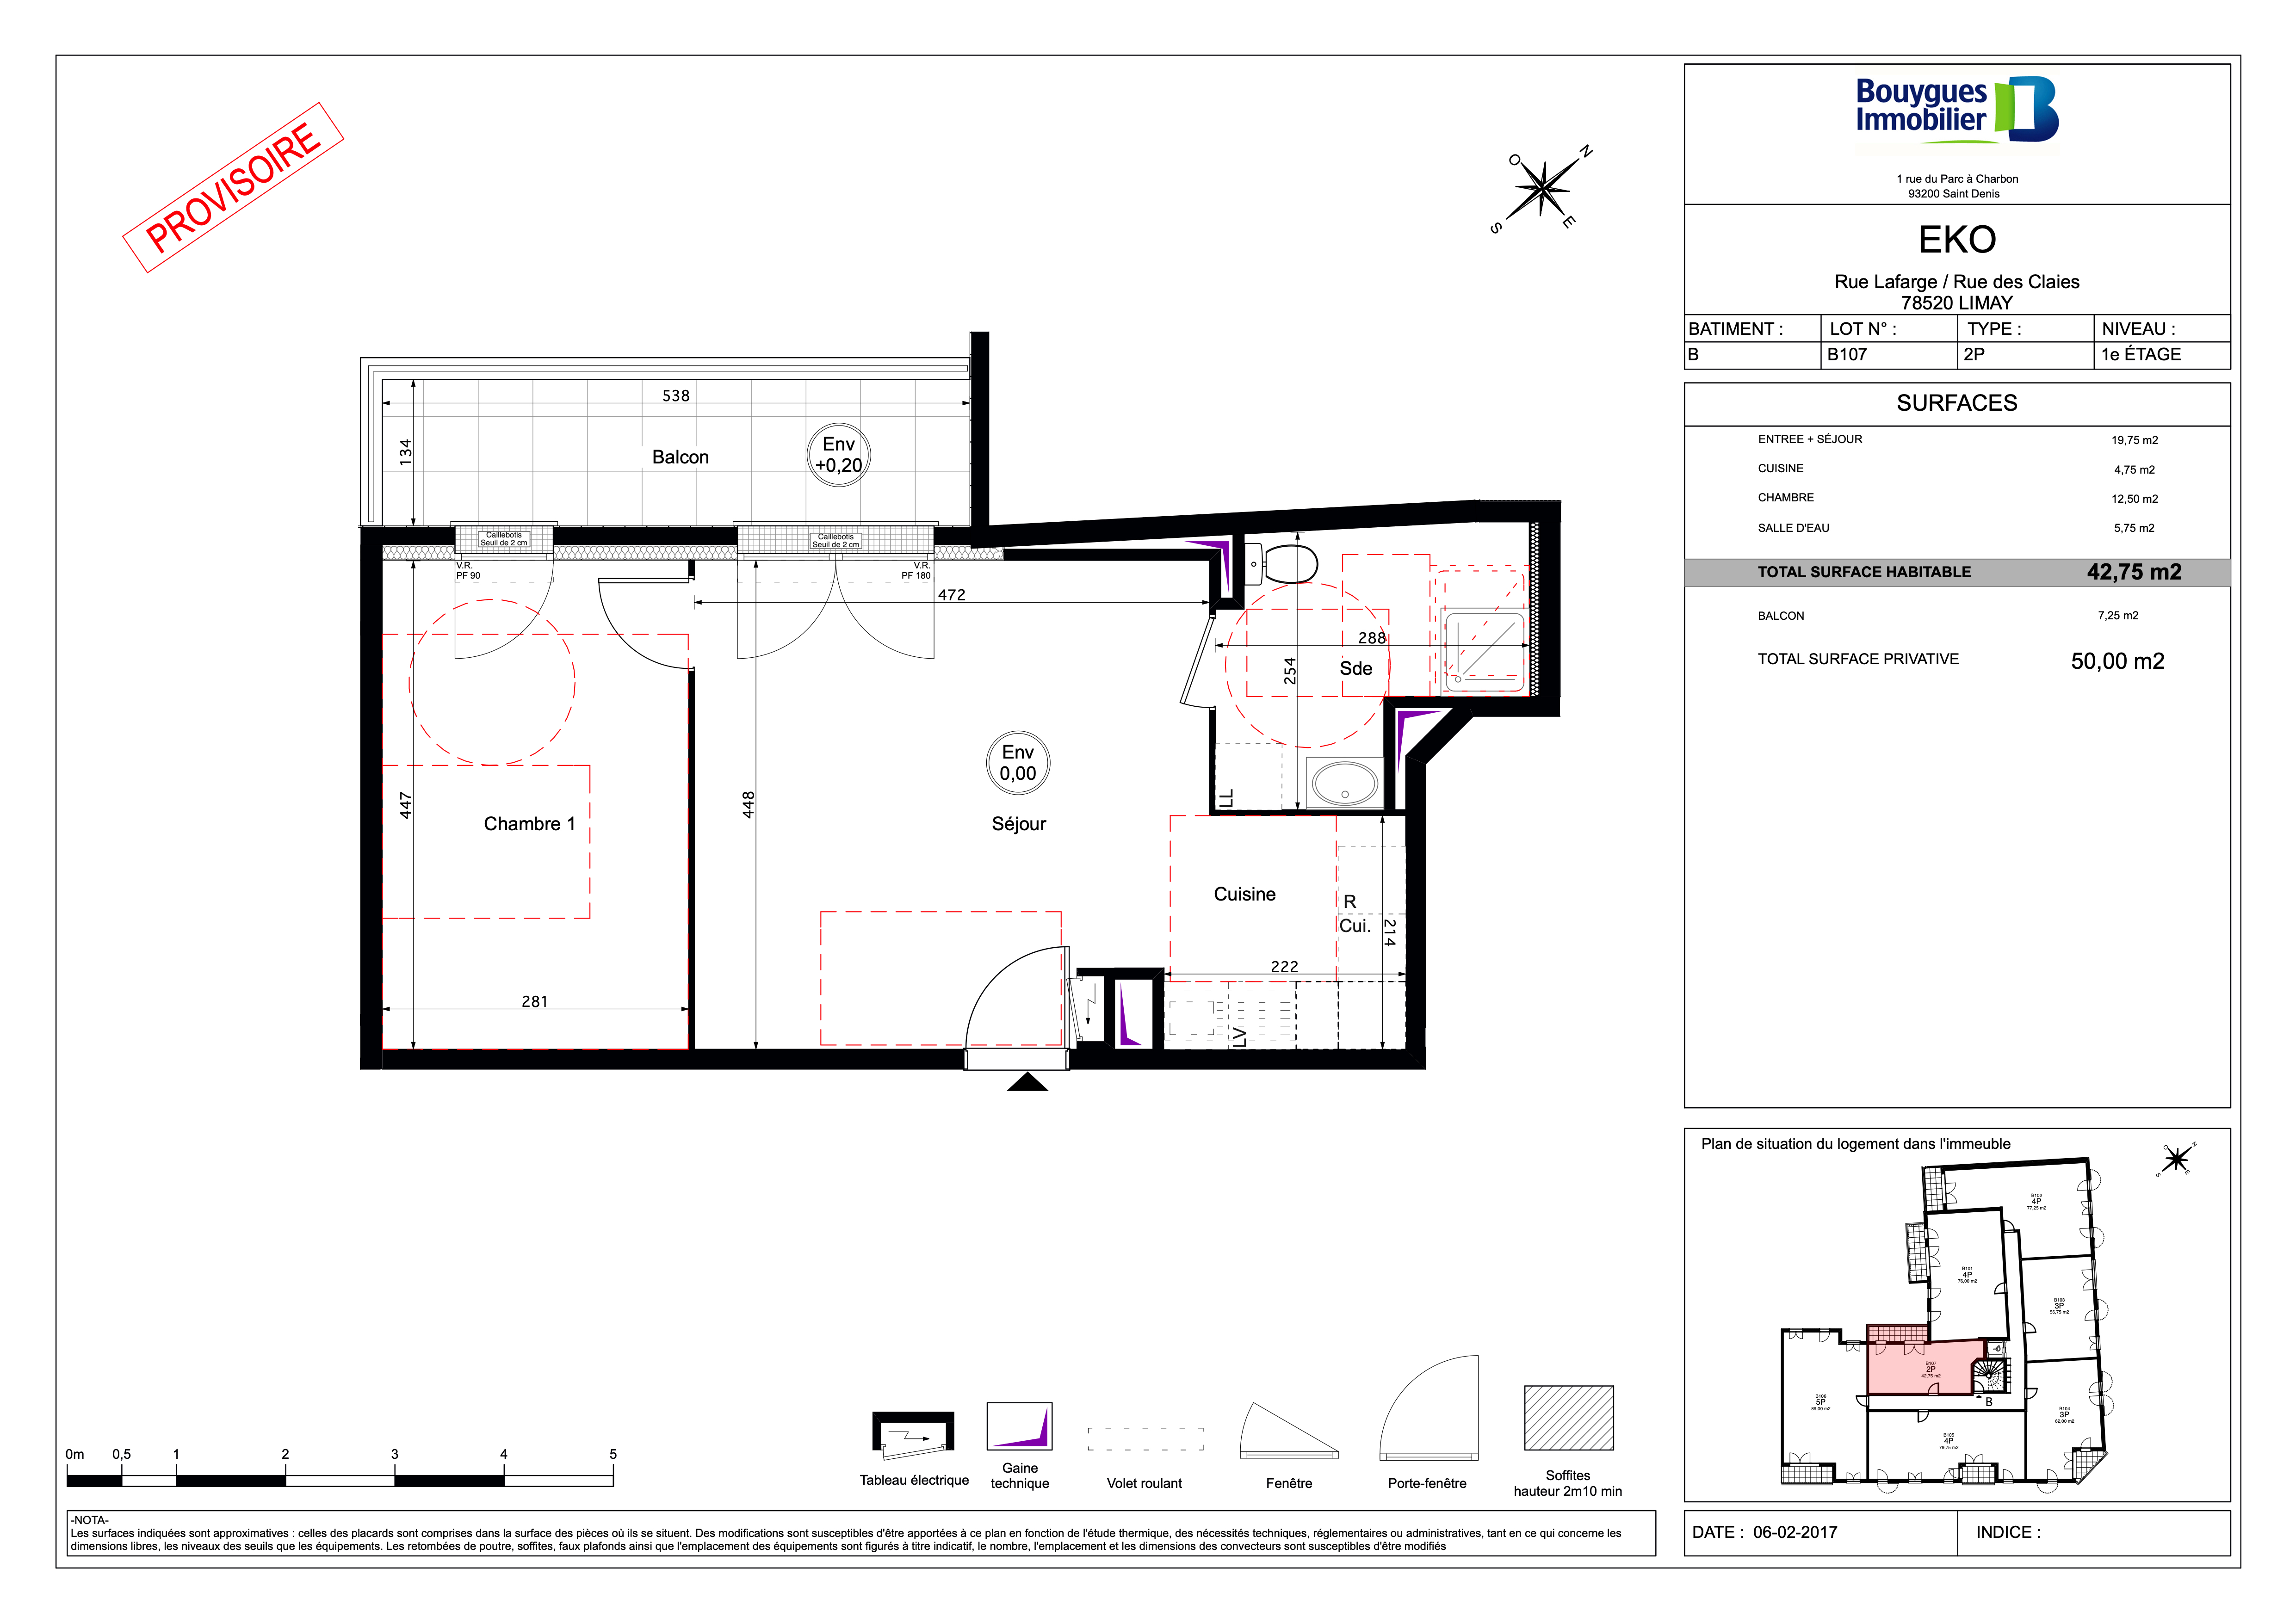 PROVISOIRE
O
N
S
E
Bouygues
Immobilier
1 rue du Parc à Charbon
93200 Saint Denis
EKO
Rue Lafarge / Rue des Claies
78520 LIMAY
BATIMENT : LOT N° : TYPE : NIVEAU :
B B107 2P 1e ÉTAGE
SURFACES
ENTREE + SÉJOUR 19,75 m2
CUISINE 4,75 m2
CHAMBRE 12,50 m2
SALLE D'EAU 5,75 m2
TOTAL SURFACE HABITABLE 42,75 m2
BALCON 7,25 m2
TOTAL SURFACE PRIVATIVE 50,00 m2
538
134
Balcon
Env
+0,20
Caillebotis
Seuil de 2 cm
Caillebotis
Seuil de 2 cm
V.R.
PF 90
V.R.
PF 180
472
288
254
Sde
Env
0,00
447
448
LL
Chambre 1
Séjour
Cuisine
R
Cui.
214
222
281
LV
Plan de situation du logement dans l'immeuble
O
N
S
E
B102
4P
77,25 m2
B101
4P
76,00 m2
B103
3P
56,75 m2
B107
2P
42,75 m2
B106
5P
89,00 m2
B
B104
3P
62,00 m2
B105
4P
79,75 m2
0m 0,5 1 2 3 4 5
Tableau électrique
Gaine
technique
Volet roulant
Fenêtre
Porte-fenêtre
Soffites
hauteur 2m10 min
-NOTA-
Les surfaces indiquées sont approximatives : celles des placards sont comprises dans la surface des pièces où ils se situent. Des modifications sont susceptibles d'être apportées à ce plan en fonction de l'étude thermique, des nécessités techniques, réglementaires ou administratives, tant en ce qui concerne les
dimensions libres, les niveaux des seuils que les équipements. Les retombées de poutre, soffites, faux plafonds ainsi que l'emplacement des équipements sont figurés à titre indicatif, le nombre, l'emplacement et les dimensions des convecteurs sont susceptibles d'être modifiés
DATE : 06-02-2017 INDICE :